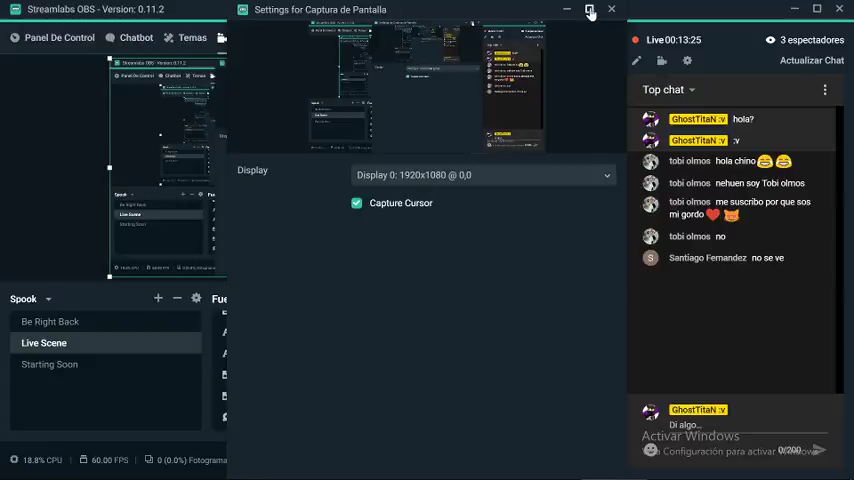 Streamlabs OBS - Version: 0.11.2
Panel De Control
Chatbot
Temas
Spook
Fue
Be Right Back
Live Scene
Starting Soon
18.8% CPU
60.00 FPS
0 (0.0%) Fotograma
Settings for Captura de Pantalla
Display
Display 0: 1920x1080 @ 0,0
Capture Cursor
Live 00:13:25
3 espectadores
Actualizar Chat
Top chat
GhostTitaN :v hola?
GhostTitaN :v :v
tobi olmos hola chino
tobi olmos nehuen soy Tobi olmos
tobi olmos me suscribo por que sos
mi gordo
tobi olmos no
S Santiago Fernandez no se ve
GhostTitaN :v
Di algo...
Activar Windows
a Configuración para activar Windows.
0/200